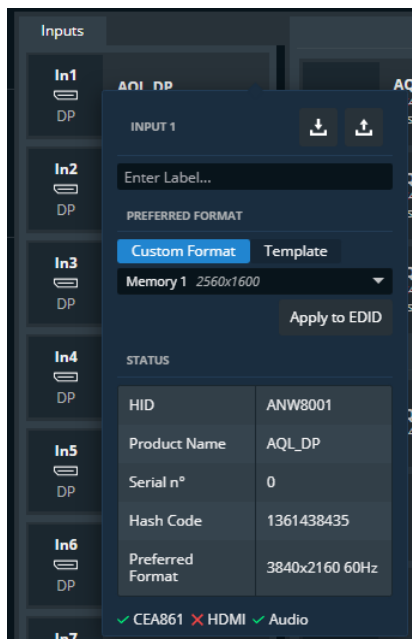 Inputs
In1
DP
AQL_DP
INPUT 1
In2
DP
Enter Label...
PREFERRED FORMAT
Custom Format Template
In3
DP
Memory 1 2560x1600
Apply to EDID
In4
DP
STATUS
HID ANW8001
In5
DP
Product Name AQL_DP
Serial n° 0
Hash Code 1361438435
In6
DP
Preferred
Format
3840x2160 60Hz
CEA861 HDMI Audio
In7